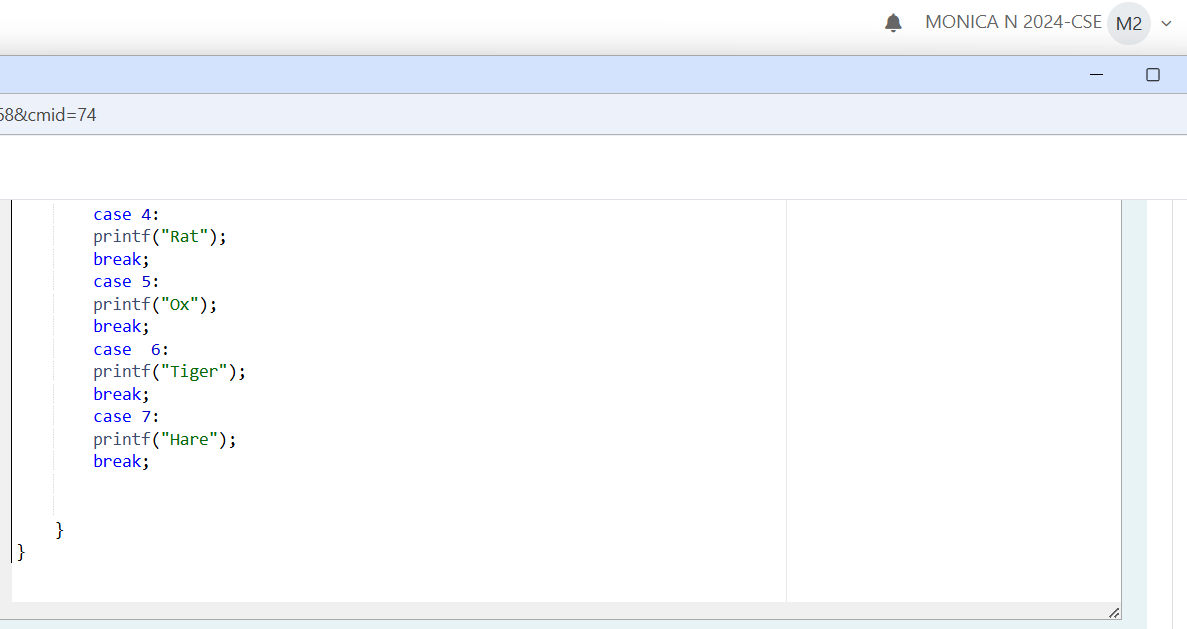 MONICA N 2024-CSE M2
68&cmid=74
case 4:
printf("Rat");
break;
case 5:
printf("Ox");
break;
case  6:
printf("Tiger");
break;
case 7:
printf("Hare");
break;
}
}